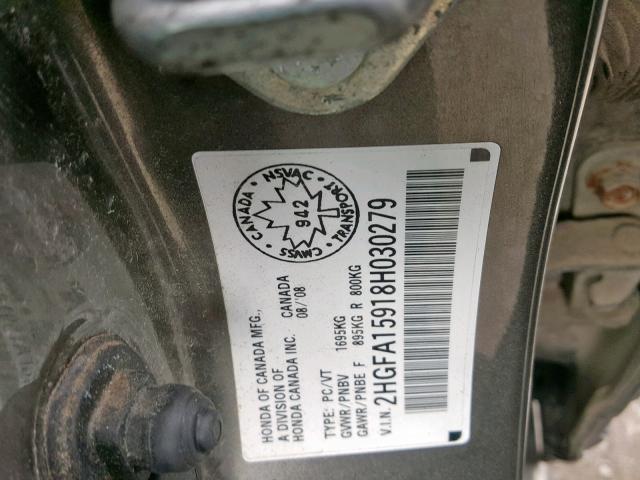 CANADA · NSVAC · TRANSPORT · CMVSS ·
942
HONDA OF CANADA MFG.,
A DIVISION OF
HONDA CANADA INC. CANADA
08/'08
TYPE: PC/VT
GVWR/PNBV 1695KG
GAWR/PNBE F 895KG R 800KG
V.I.N. 2HGFA15918H030279